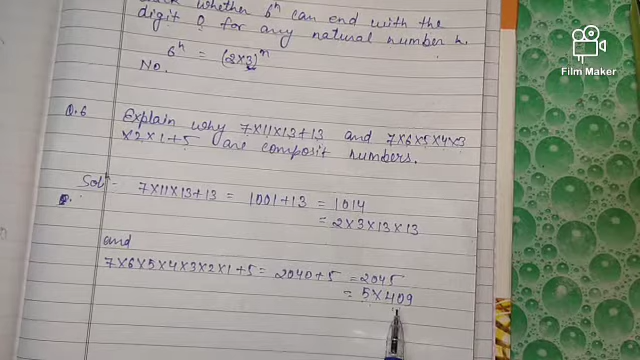 whether 6ⁿ can end with the
digit 0 for any natural number n.
6ⁿ = (2×3)ⁿ
No.
Q.6 Explain why 7×11×13+13 and 7×6×5×4×3
×2×1+5 are composit numbers.
Solⁿ- 7×11×13+13 = 1001+13 = 1014
= 2×3×13×13
and
7×6×5×4×3×2×1+5 = 2040+5 = 2045
= 5×409
Film Maker